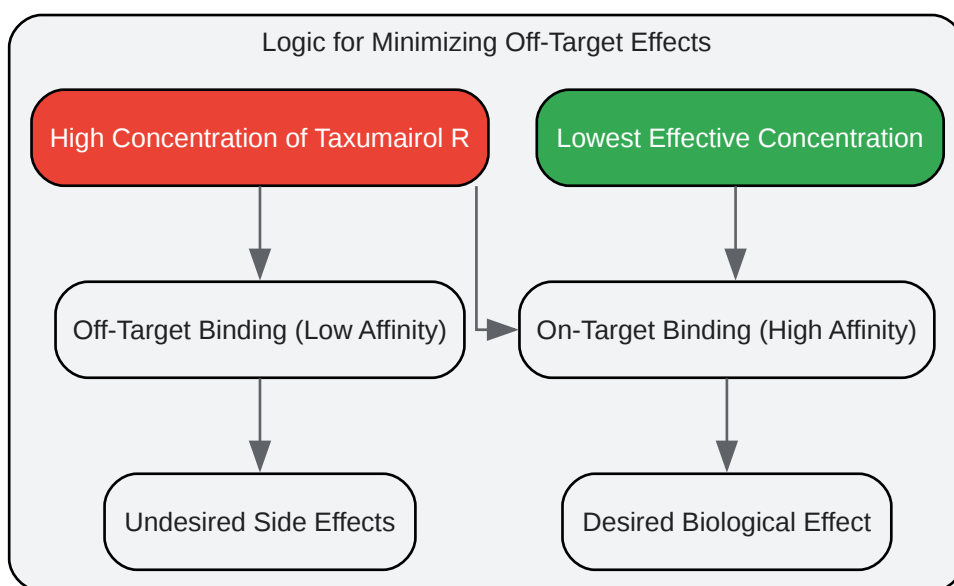 Logic for Minimizing Off-Target Effects
High Concentration of Taxumairol R
Lowest Effective Concentration
Off-Target Binding (Low Affinity)
On-Target Binding (High Affinity)
Undesired Side Effects
Desired Biological Effect